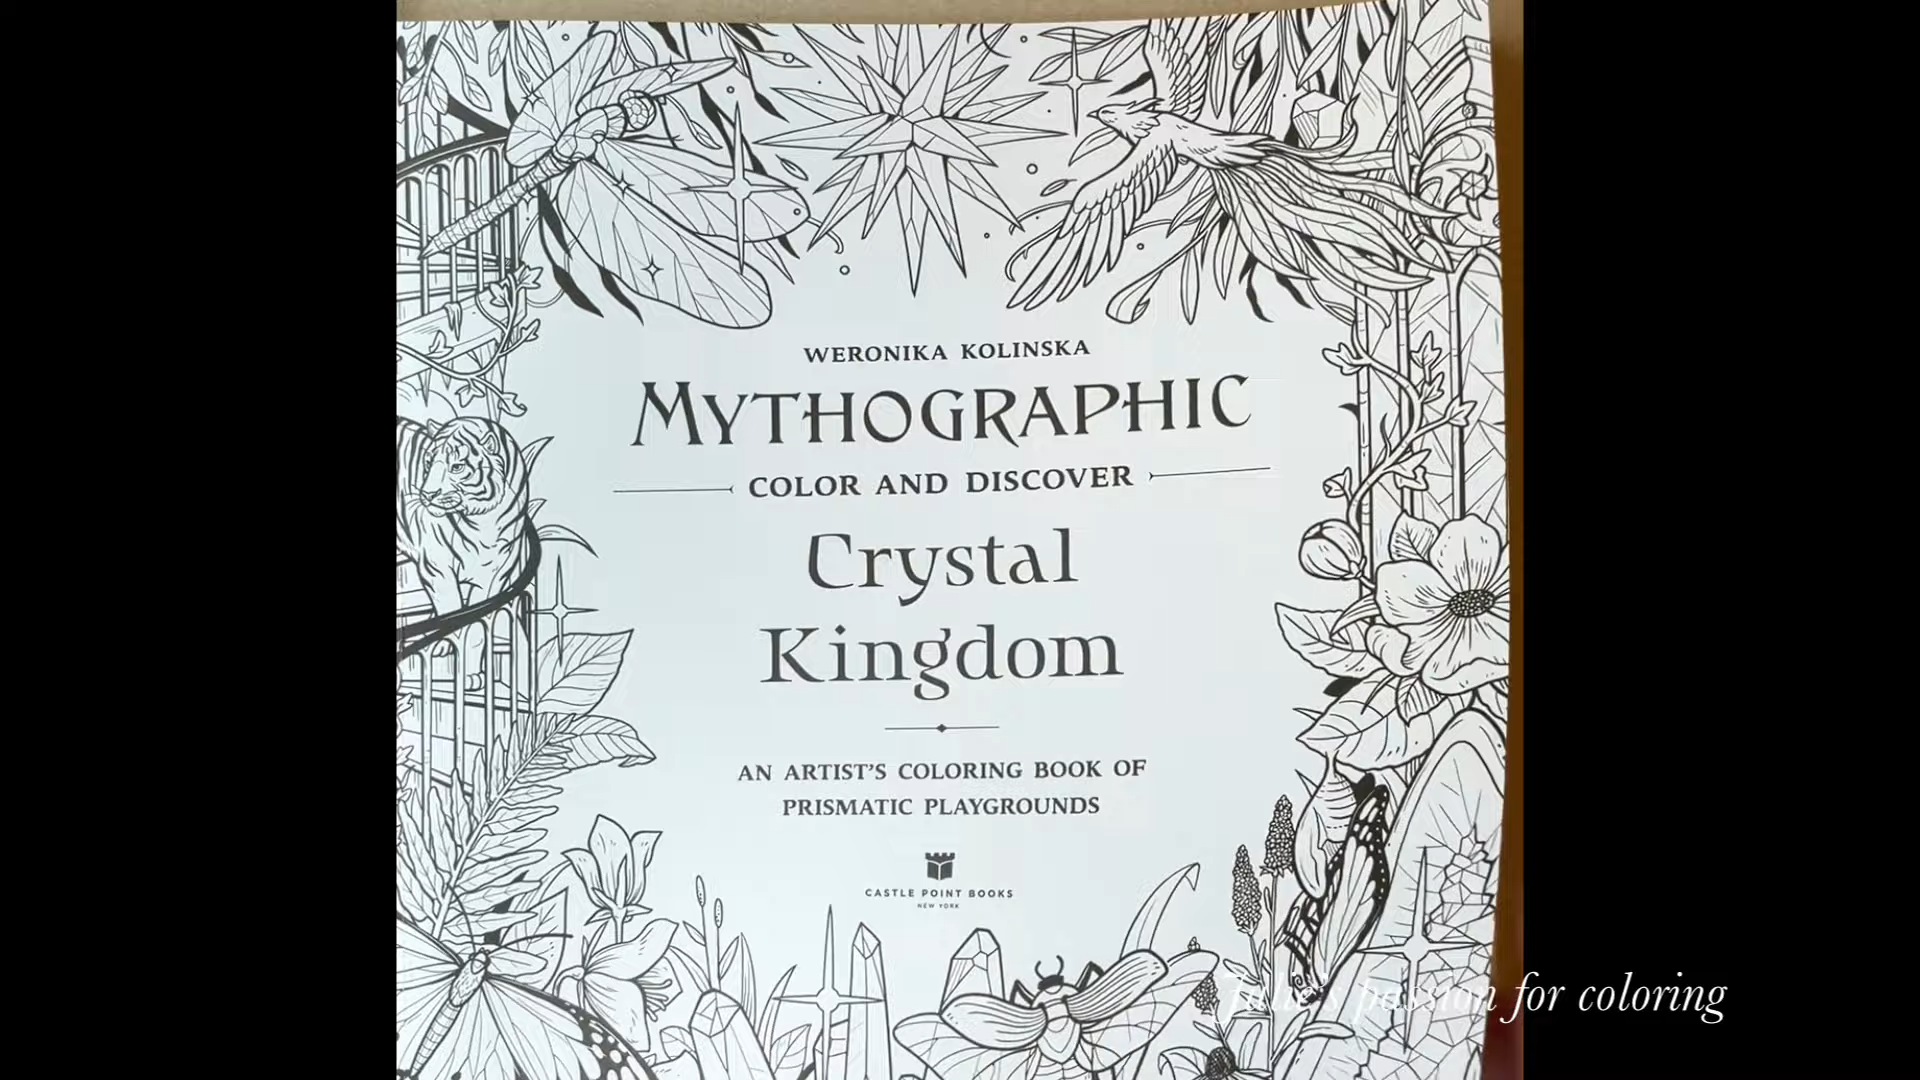 WERONIKA KOLINSKA
MYTHOGRAPHIC
COLOR AND DISCOVER
Crystal
Kingdom
AN ARTIST'S COLORING BOOK OF
PRISMATIC PLAYGROUNDS
CASTLE POINT BOOKS
NEW YORK
Julie's passion for coloring